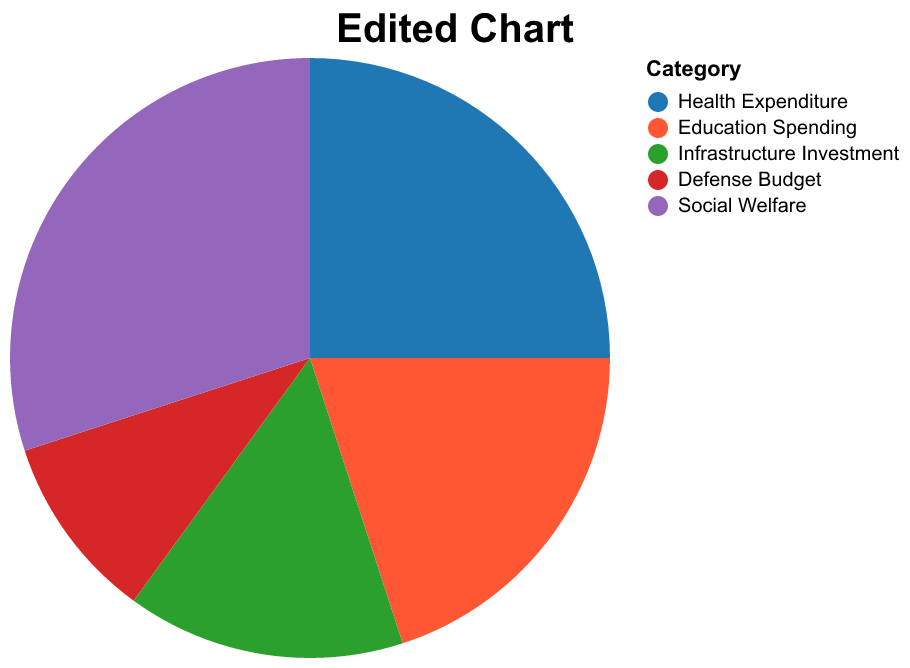 Edited Chart
Category
Health Expenditure
Education Spending
Infrastructure Investment
Defense Budget
Social Welfare